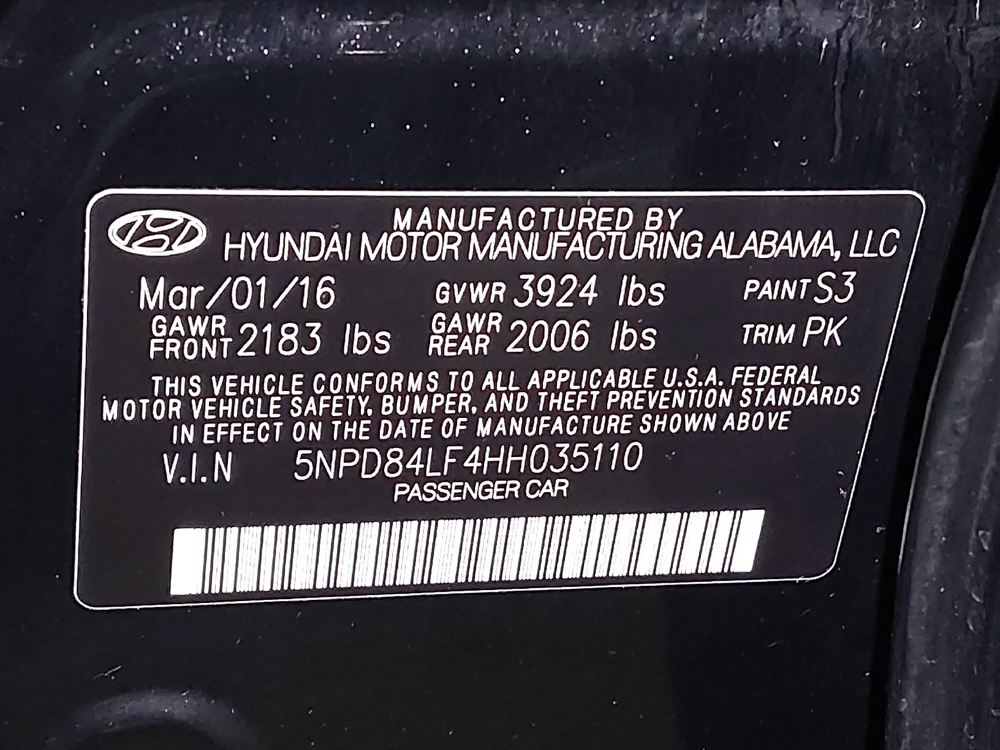 MANUFACTURED BY
HYUNDAI MOTOR MANUFACTURING ALABAMA, LLC
Mar/01/16 GVWR 3924 lbs PAINT S3
GAWR FRONT 2183 lbs GAWR REAR 2006 lbs TRIM PK
THIS VEHICLE CONFORMS TO ALL APPLICABLE U.S.A. FEDERAL
MOTOR VEHICLE SAFETY, BUMPER, AND THEFT PREVENTION STANDARDS
IN EFFECT ON THE DATE OF MANUFACTURE SHOWN ABOVE
V.I.N 5NPD84LF4HH035110
PASSENGER CAR